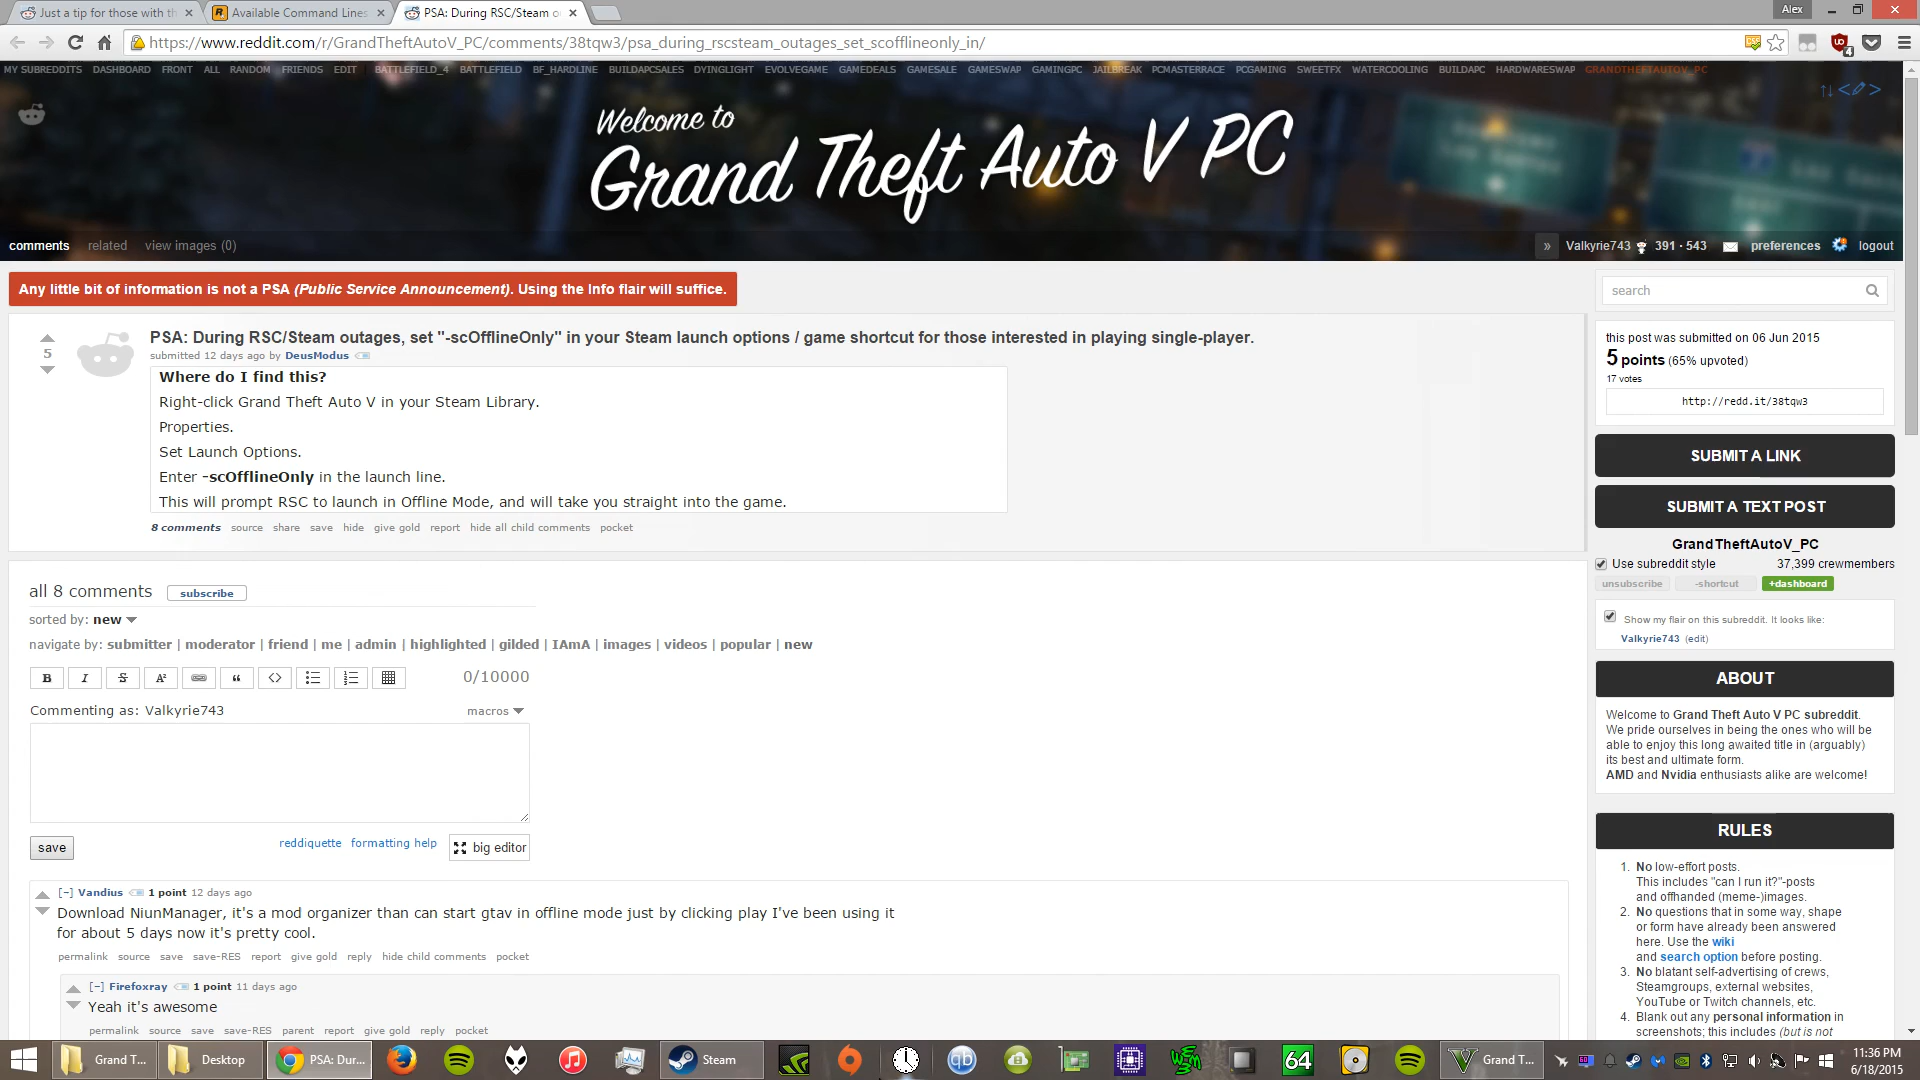 Just a tip for those with th
Available Command Lines
PSA: During RSC/Steam o
Alex
https://www.reddit.com/r/GrandTheftAutoV_PC/comments/38tqw3/psa_during_rscsteam_outages_set_scofflineonly_in/
MY SUBREDDITS DASHBOARD FRONT ALL RANDOM FRIENDS EDIT BATTLEFIELD_4 BATTLEFIELD BF_HARDLINE BUILDAPCSALES DYINGLIGHT EVOLVEGAME GAMEDEALS GAMESALE GAMESWAP GAMINGPC JAILBREAK PCMASTERRACE PCGAMING SWEETFX WATERCOOLING BUILDAPC HARDWARESWAP GRANDTHEFTAUTOV_PC
Welcome to
Grand Theft Auto V PC
comments related view images (0)
» Valkyrie743 391 · 543 preferences logout
Any little bit of information is not a PSA (Public Service Announcement). Using the Info flair will suffice.
search
5
PSA: During RSC/Steam outages, set "-scOfflineOnly" in your Steam launch options / game shortcut for those interested in playing single-player.
submitted 12 days ago by DeusModus
Where do I find this?
Right-click Grand Theft Auto V in your Steam Library.
Properties.
Set Launch Options.
Enter -scOfflineOnly in the launch line.
This will prompt RSC to launch in Offline Mode, and will take you straight into the game.
8 comments source share save hide give gold report hide all child comments pocket
this post was submitted on 06 Jun 2015
5 points (65% upvoted)
17 votes
http://redd.it/38tqw3
SUBMIT A LINK
SUBMIT A TEXT POST
GrandTheftAutoV_PC
Use subreddit style 37,399 crewmembers
unsubscribe -shortcut +dashboard
Show my flair on this subreddit. It looks like:
Valkyrie743 (edit)
all 8 comments subscribe
sorted by: new
navigate by: submitter | moderator | friend | me | admin | highlighted | gilded | IAmA | images | videos | popular | new
B I S A² “ <> 0/10000
Commenting as: Valkyrie743 macros
save reddiquette formatting help big editor
ABOUT
Welcome to Grand Theft Auto V PC subreddit.
We pride ourselves in being the ones who will be
able to enjoy this long awaited title in (arguably)
its best and ultimate form.
AMD and Nvidia enthusiasts alike are welcome!
RULES
1. No low-effort posts.
This includes "can I run it?"-posts
and offhanded (meme-)images.
2. No questions that in some way, shape
or form have already been answered
here. Use the wiki
and search option before posting.
3. No blatant self-advertising of crews,
Steamgroups, external websites,
YouTube or Twitch channels, etc.
4. Blank out any personal information in
screenshots; this includes (but is not
[-] Vandius 1 point 12 days ago
Download NiunManager, it's a mod organizer than can start gtav in offline mode just by clicking play I've been using it
for about 5 days now it's pretty cool.
permalink source save save-RES report give gold reply hide child comments pocket
[-] Firefoxray 1 point 11 days ago
Yeah it's awesome
permalink source save save-RES parent report give gold reply pocket
Grand T...
Desktop
PSA: Dur...
Steam
qb
64
Grand T...
11:36 PM
6/18/2015